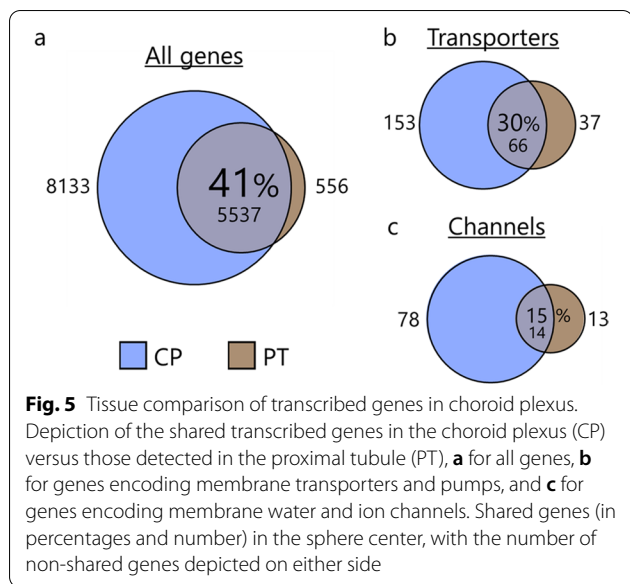 a
All genes
8133
41%
5537
556
CP
PT
b
Transporters
153
30%
66
37
c
Channels
78
15 %
14
13
Fig. 5 Tissue comparison of transcribed genes in choroid plexus.
Depiction of the shared transcribed genes in the choroid plexus (CP)
versus those detected in the proximal tubule (PT), a for all genes, b
for genes encoding membrane transporters and pumps, and c for
genes encoding membrane water and ion channels. Shared genes (in
percentages and number) in the sphere center, with the number of
non-shared genes depicted on either side